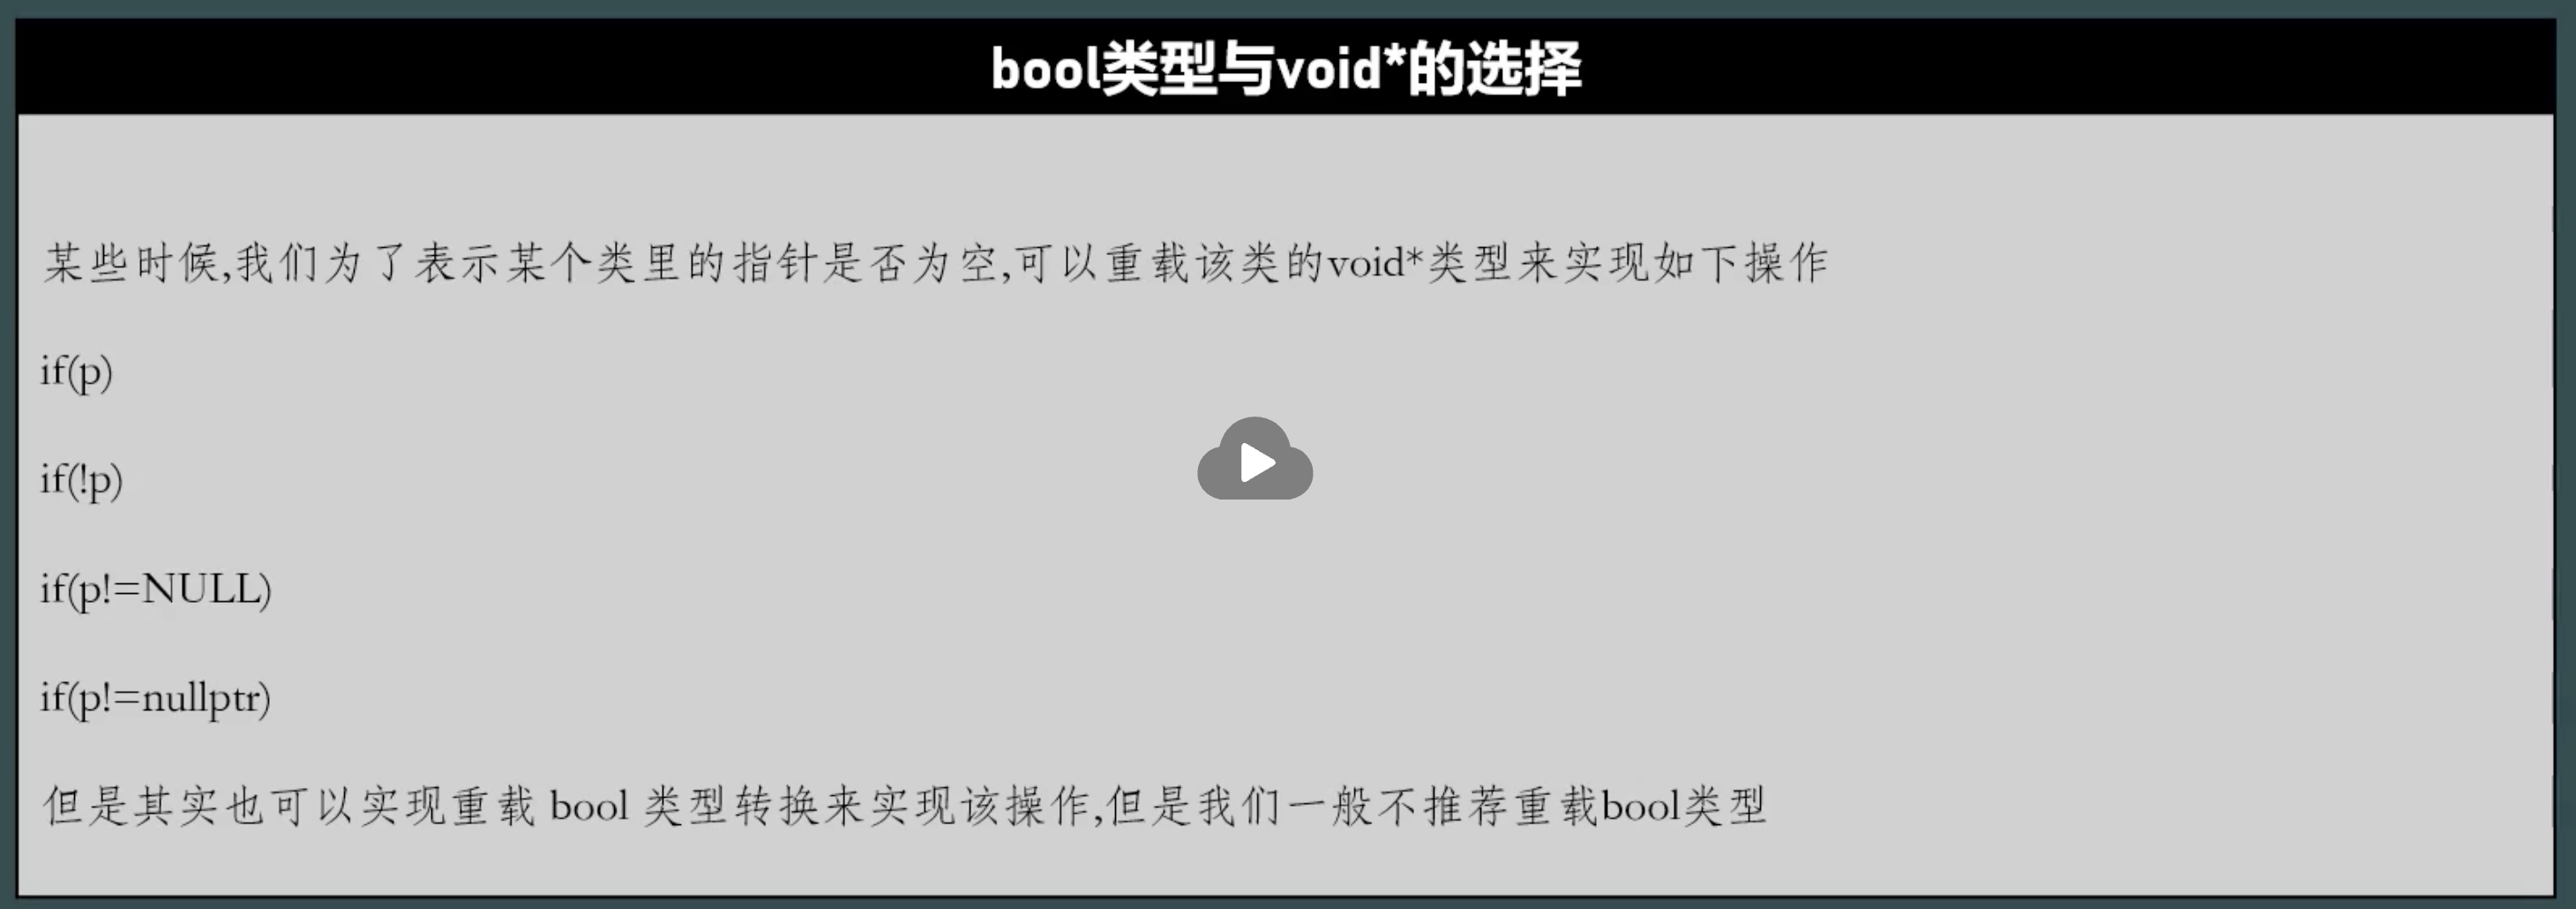 bool类型与void*的选择
某些时候,我们为了表示某个类里的指针是否为空,可以重载该类的void*类型来实现如下操作
if(p)
if(!p)
if(p!=NULL)
if(p!=nullptr)
但是其实也可以实现重载 bool 类型转换来实现该操作,但是我们一般不推荐重载bool类型